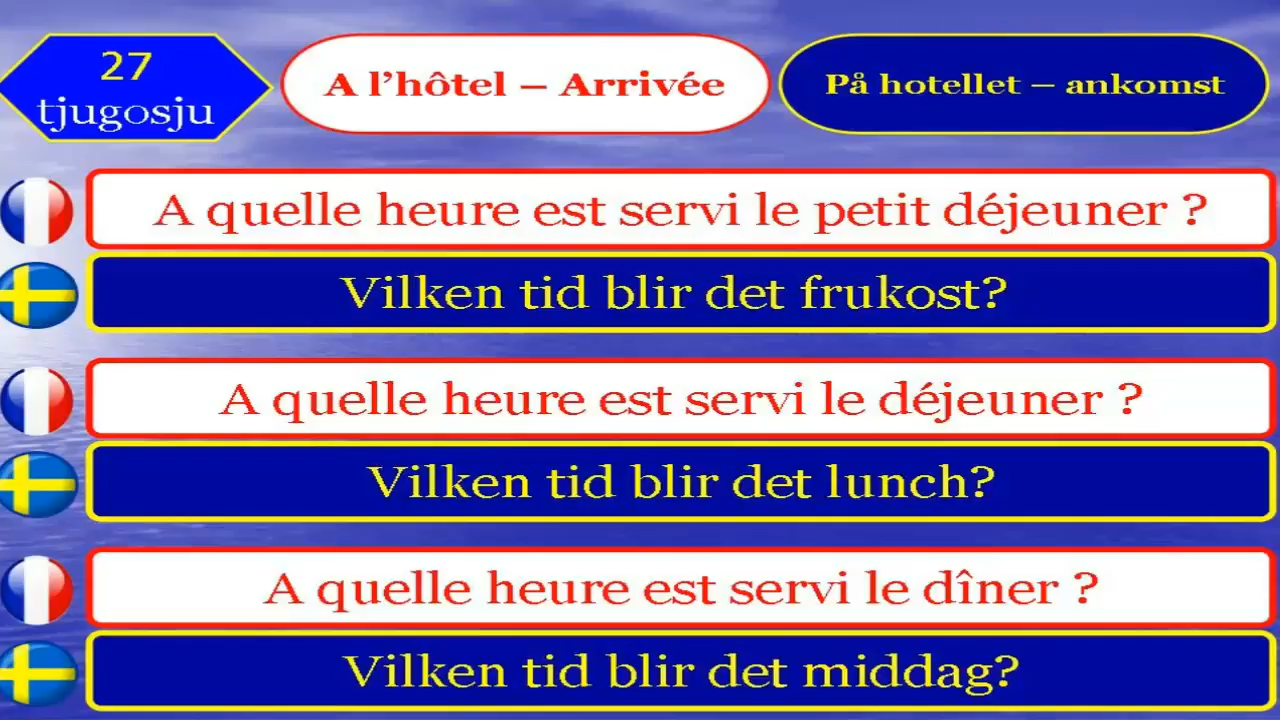 27
tjugosju
A l’hôtel – Arrivée
På hotellet – ankomst
A quelle heure est servi le petit déjeuner ?
Vilken tid blir det frukost?
A quelle heure est servi le déjeuner ?
Vilken tid blir det lunch?
A quelle heure est servi le dîner ?
Vilken tid blir det middag?